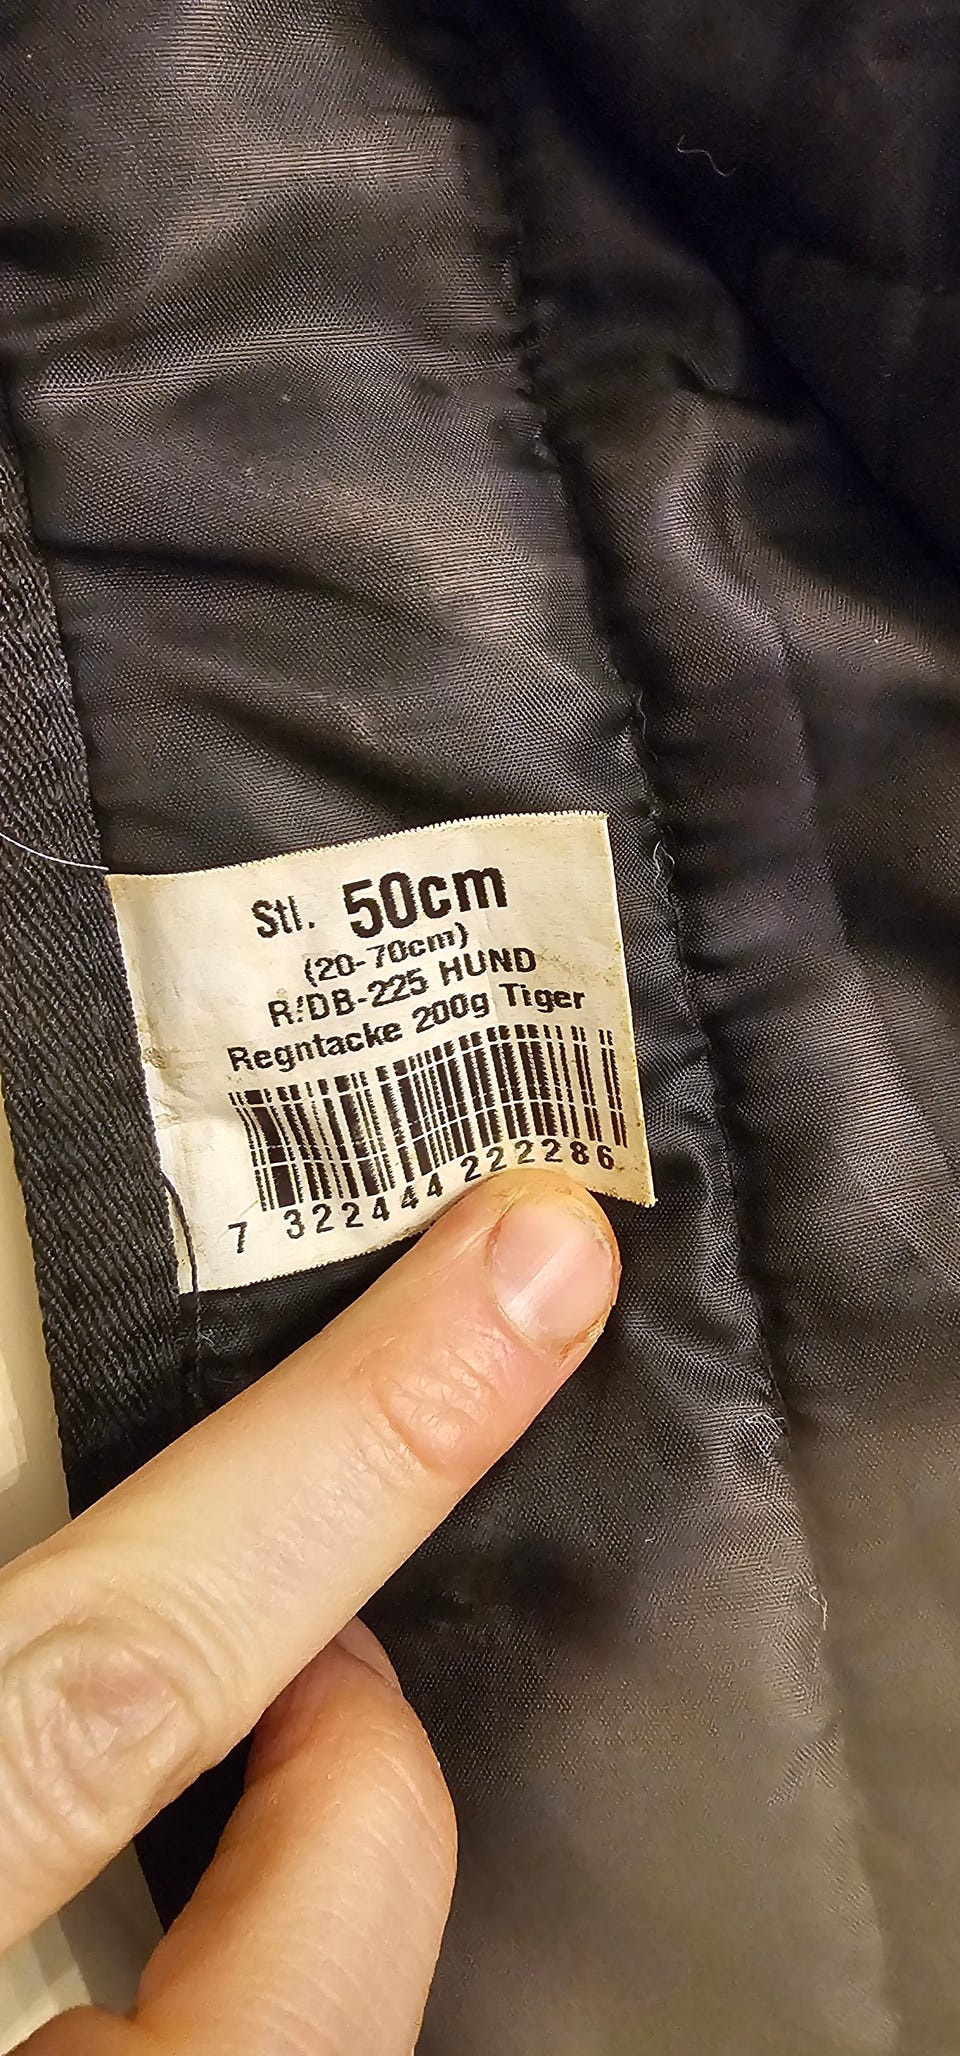 Stl. 50cm
(20-70cm)
R!DB-225 HUND
Regntacke 200g Tiger
7 322444 222286